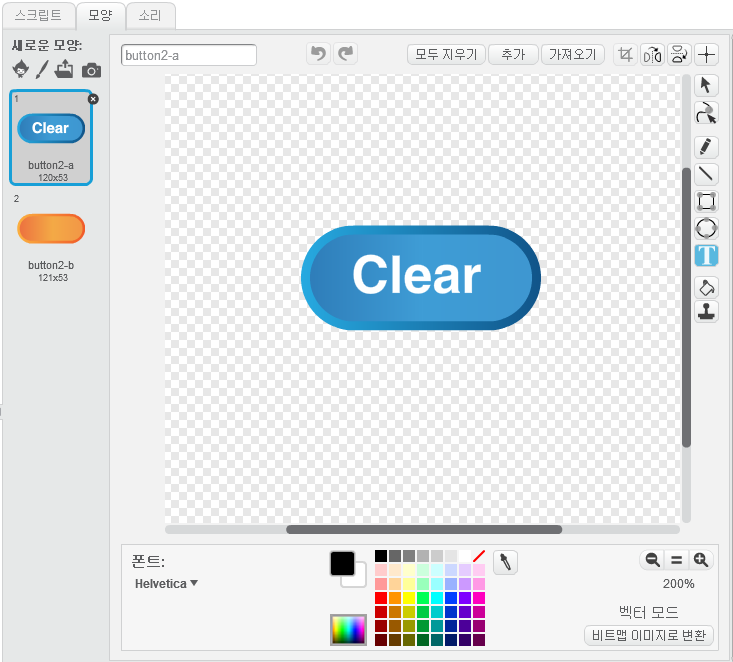 스크립트 모양 소리
새로운 모양:
button2-a
모두 지우기 추가 가져오기
1
Clear
button2-a
120x53
2
button2-b
121x53
Clear
T
폰트:
Helvetica
200%
벡터 모드
비트맵 이미지로 변환